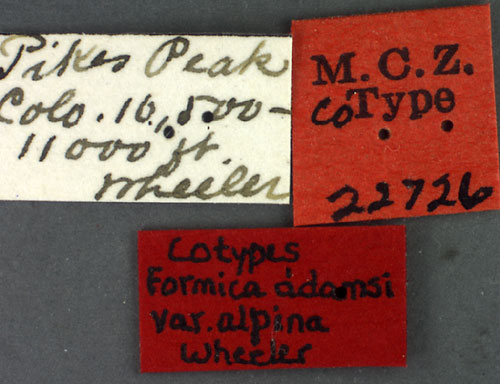 Pikes Peak
Colo. 10,500-
11000 ft
Wheeler
M.C.Z.
CoType
22726
Cotypes
Formica adamsi
var. alpina
Wheeler